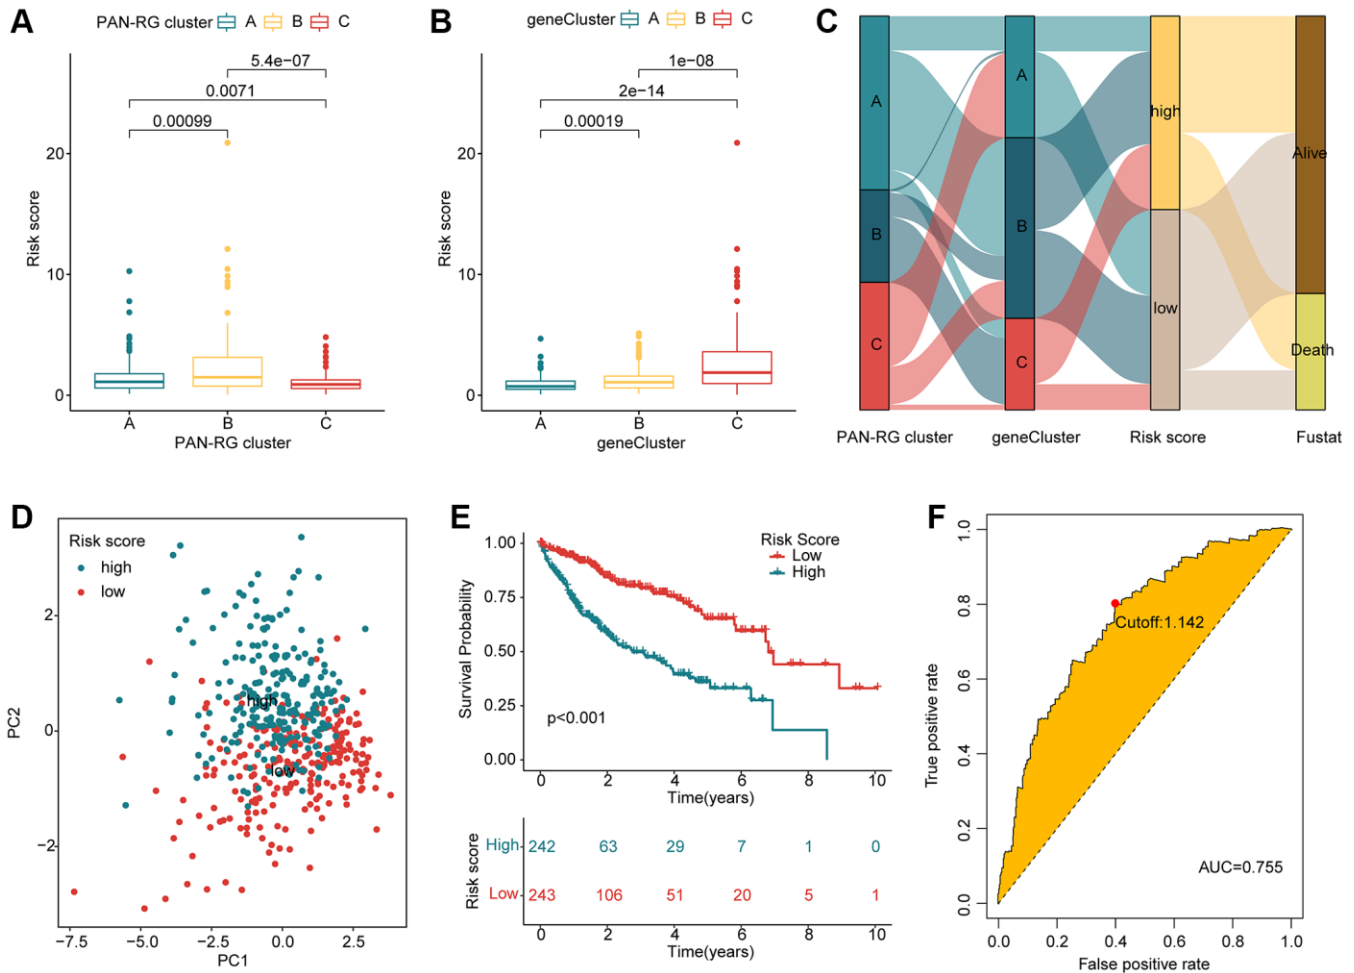 A
PAN-RG cluster A B C
5.4e−07
0.0071
0.00099
Risk score
20
10
0
A B C
PAN-RG cluster
B
geneCluster A B C
1e−08
2e−14
0.00019
Risk score
20
10
0
A B C
geneCluster
C
A
B
C
A
B
C
high
low
Alive
Death
PAN-RG cluster geneCluster Risk score Fustat
D
Risk score
high
low
high
low
PC2
2
0
−2
−7.5 −5.0 −2.5 0.0 2.5
PC1
E
Risk Score
Low
High
Survival Probability
1.00
0.75
0.50
0.25
0.00
p<0.001
0 2 4 6 8 10
Time(years)
Risk score
High 242 63 29 7 1 0
Low 243 106 51 20 5 1
0 2 4 6 8 10
Time(years)
F
True positive rate
1.0
0.8
0.6
0.4
0.2
0.0
Cutoff:1.142
AUC=0.755
0.0 0.2 0.4 0.6 0.8 1.0
False positive rate